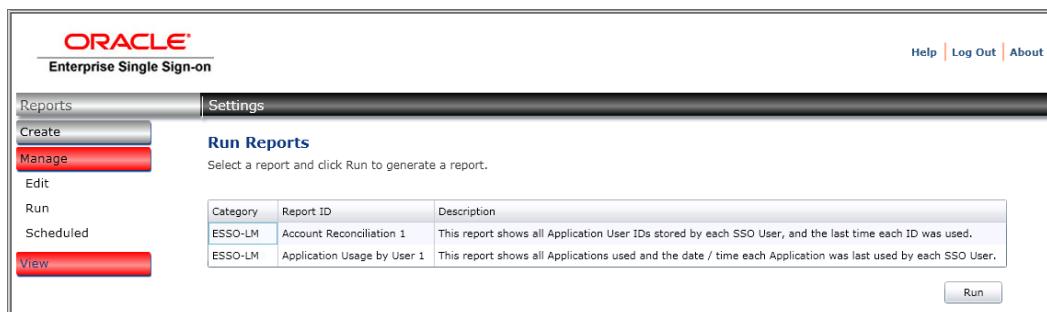 ORACLE
Enterprise Single Sign-on
Help Log Out About
Reports Settings
Create
Manage
Edit
Run
Scheduled
View
Run Reports
Select a report and click Run to generate a report.
Category Report ID Description
ESSO-LM Account Reconciliation 1 This report shows all Application User IDs stored by each SSO User, and the last time each ID was used.
ESSO-LM Application Usage by User 1 This report shows all Applications used and the date / time each Application was last used by each SSO User.
Run